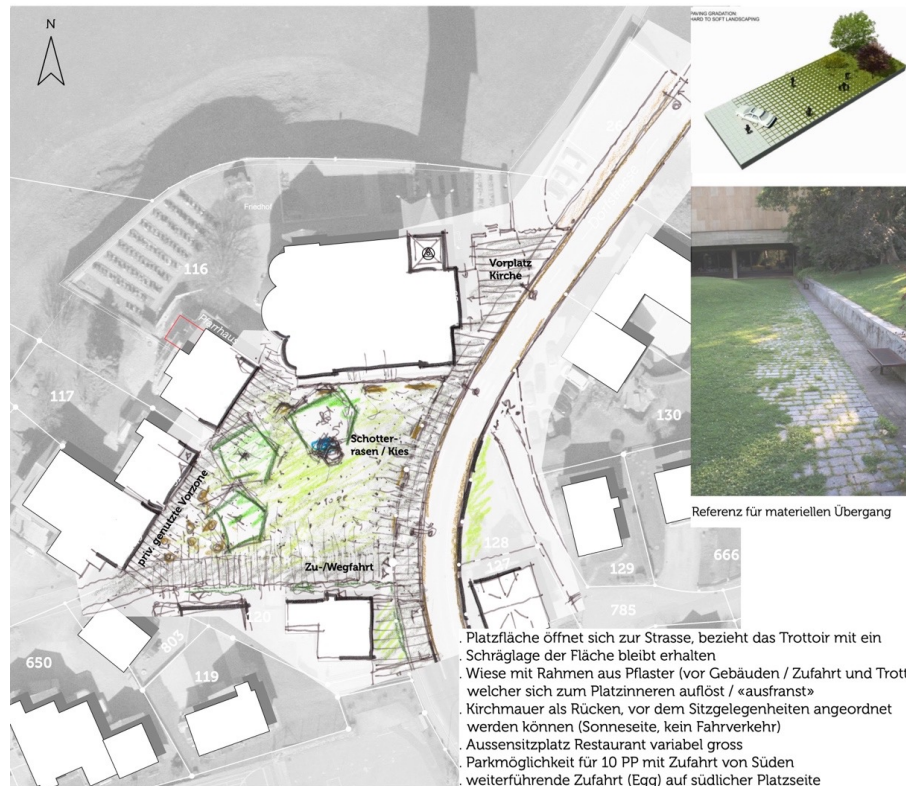 N
PAVING GRADATION:
HARD TO SOFT LANDSCAPING
Friedhof
116
Vorplatz
Kirche
Pfarrhaus
117
130
Schotter-
rasen / Kies
priv. genutzte Vorzone
Referenz für materiellen Übergang
Zu-/Wegfahrt
128
127
129
666
785
120
803
650
119
. Platzfläche öffnet sich zur Strasse, bezieht das Trottoir mit ein
. Schräglage der Fläche bleibt erhalten
. Wiese mit Rahmen aus Pflaster (vor Gebäuden / Zufahrt und Trott
welcher sich zum Platzinneren auflöst / «ausfranst»
. Kirchmauer als Rücken, vor dem Sitzgelegenheiten angeordnet
werden können (Sonneseite, kein Fahrverkehr)
. Aussensitzplatz Restaurant variabel gross
. Parkmöglichkeit für 10 PP mit Zufahrt von Süden
. weiterführende Zufahrt (Egg) auf südlicher Platzseite